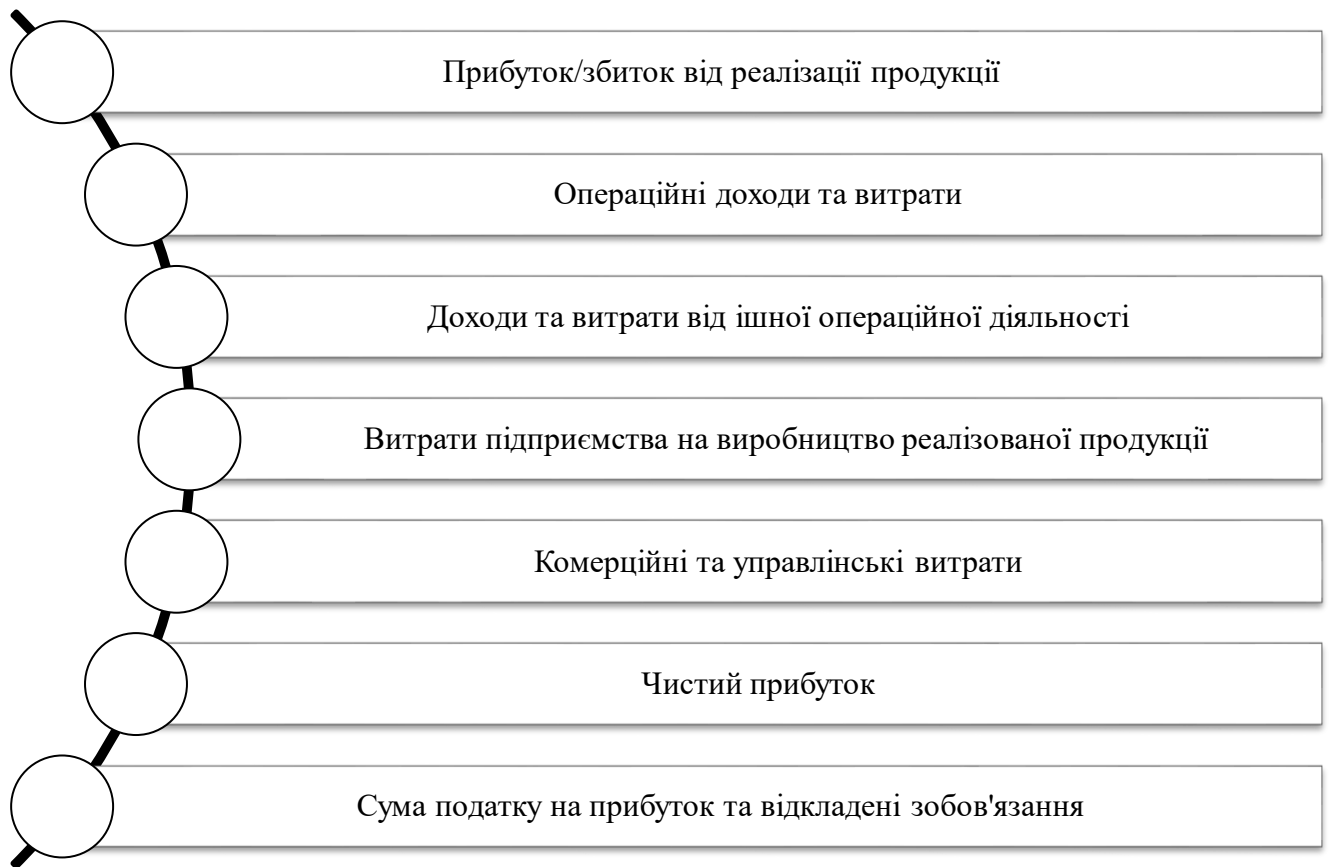 Прибуток/збиток від реалізації продукції
Операційні доходи та витрати
Доходи та витрати від ішної операційної діяльності
Витрати підприємства на виробництво реалізованої продукції
Комерційні та управлінські витрати
Чистий прибуток
Сума податку на прибуток та відкладені зобов'язання